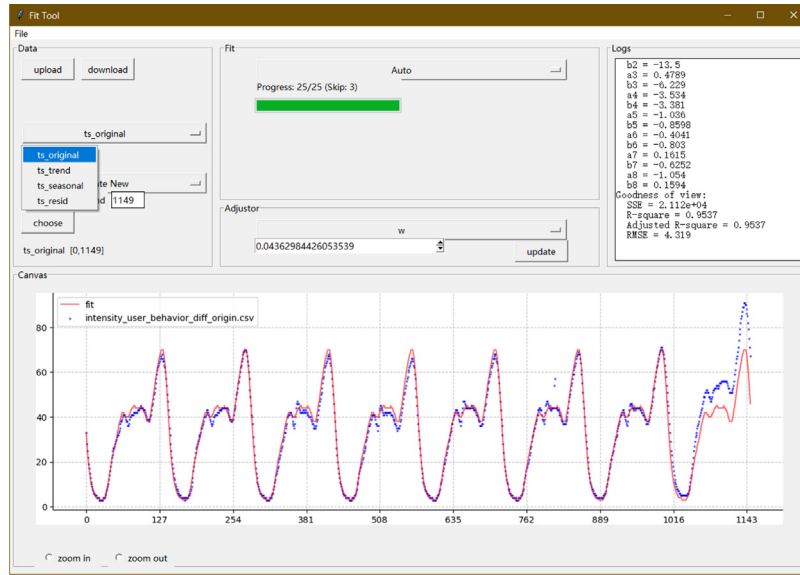 Fit Tool
File
Data
upload
download
ts_original
ts_original
ts_trend
ts_seasonal
ts_resid
te New
nd 1149
choose
ts_original [0,1149]
Fit
Auto
Progress: 25/25 (Skip: 3)
Adjustor
w
0.04362984426053539
update
Logs
b2 = -13.5
a3 = 0.4789
b3 = -6.229
a4 = -3.534
b4 = -3.381
a5 = -1.036
b5 = -0.8598
a6 = -0.4041
b6 = -0.803
a7 = 0.1615
b7 = -0.6252
a8 = -1.054
b8 = 0.1594
Goodness of view:
SSE = 2.112e+04
R-square = 0.9537
Adjusted R-square = 0.9537
RMSE = 4.319
Canvas
fit
intensity_user_behavior_diff_origin.csv
80
60
40
20
0
0 127 254 381 508 635 762 889 1016 1143
zoom in
zoom out